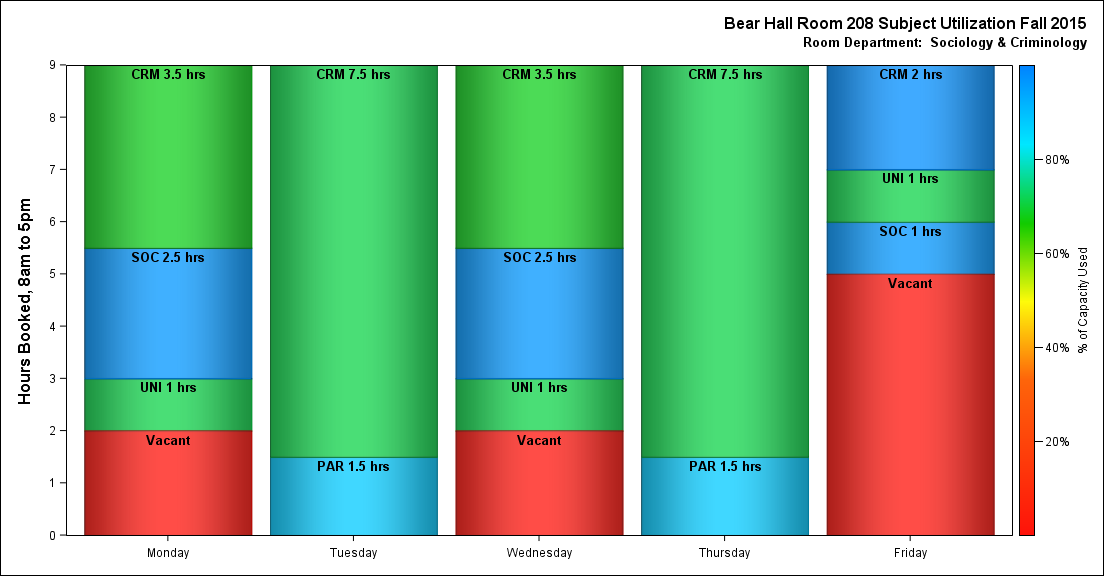 Bear Hall Room 208 Subject Utilization Fall 2015
Room Department:  Sociology & Criminology
Hours Booked, 8am to 5pm
9
8
7
6
5
4
3
2
1
0
CRM 3.5 hrs
SOC 2.5 hrs
UNI 1 hrs
Vacant
CRM 7.5 hrs
PAR 1.5 hrs
CRM 3.5 hrs
SOC 2.5 hrs
UNI 1 hrs
Vacant
CRM 7.5 hrs
PAR 1.5 hrs
CRM 2 hrs
UNI 1 hrs
SOC 1 hrs
Vacant
Monday
Tuesday
Wednesday
Thursday
Friday
80%
60%
40%
20%
% of Capacity Used